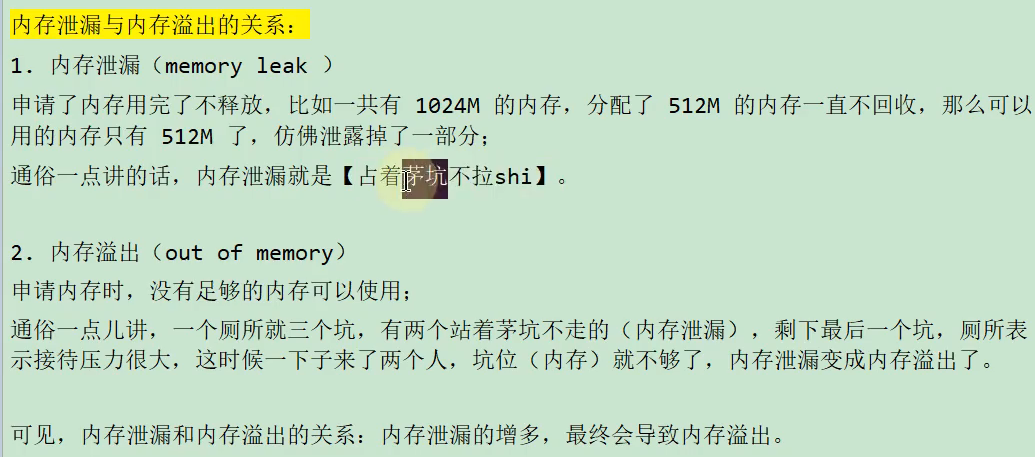 内存泄漏与内存溢出的关系：
1. 内存泄漏（memory leak ）
申请了内存用完了不释放，比如一共有 1024M 的内存，分配了 512M 的内存一直不回收，那么可以
用的内存只有 512M 了，仿佛泄露掉了一部分；
通俗一点讲的话，内存泄漏就是【占着茅坑不拉shi】。
2. 内存溢出（out of memory）
申请内存时，没有足够的内存可以使用；
通俗一点儿讲，一个厕所就三个坑，有两个站着茅坑不走的（内存泄漏），剩下最后一个坑，厕所表
示接待压力很大，这时候一下子来了两个人，坑位（内存）就不够了，内存泄漏变成内存溢出了。
可见，内存泄漏和内存溢出的关系：内存泄漏的增多，最终会导致内存溢出。